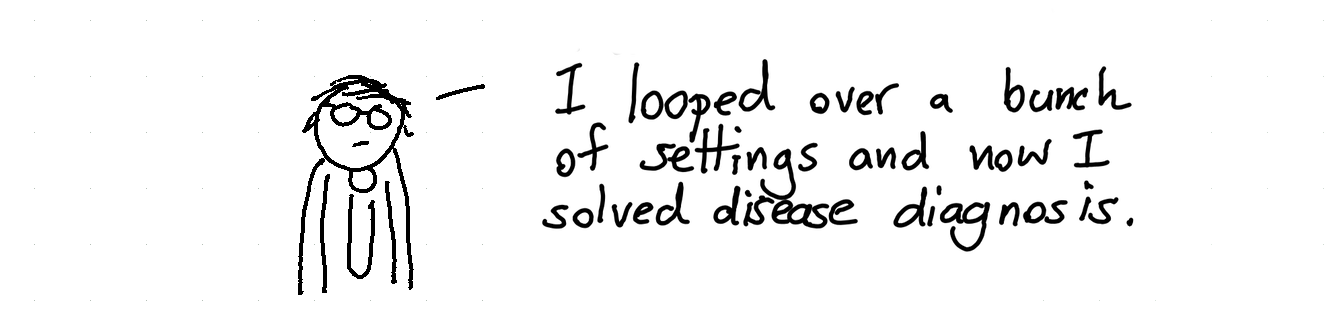 I looped over a bunch
of settings and now I
solved disease diagnosis.